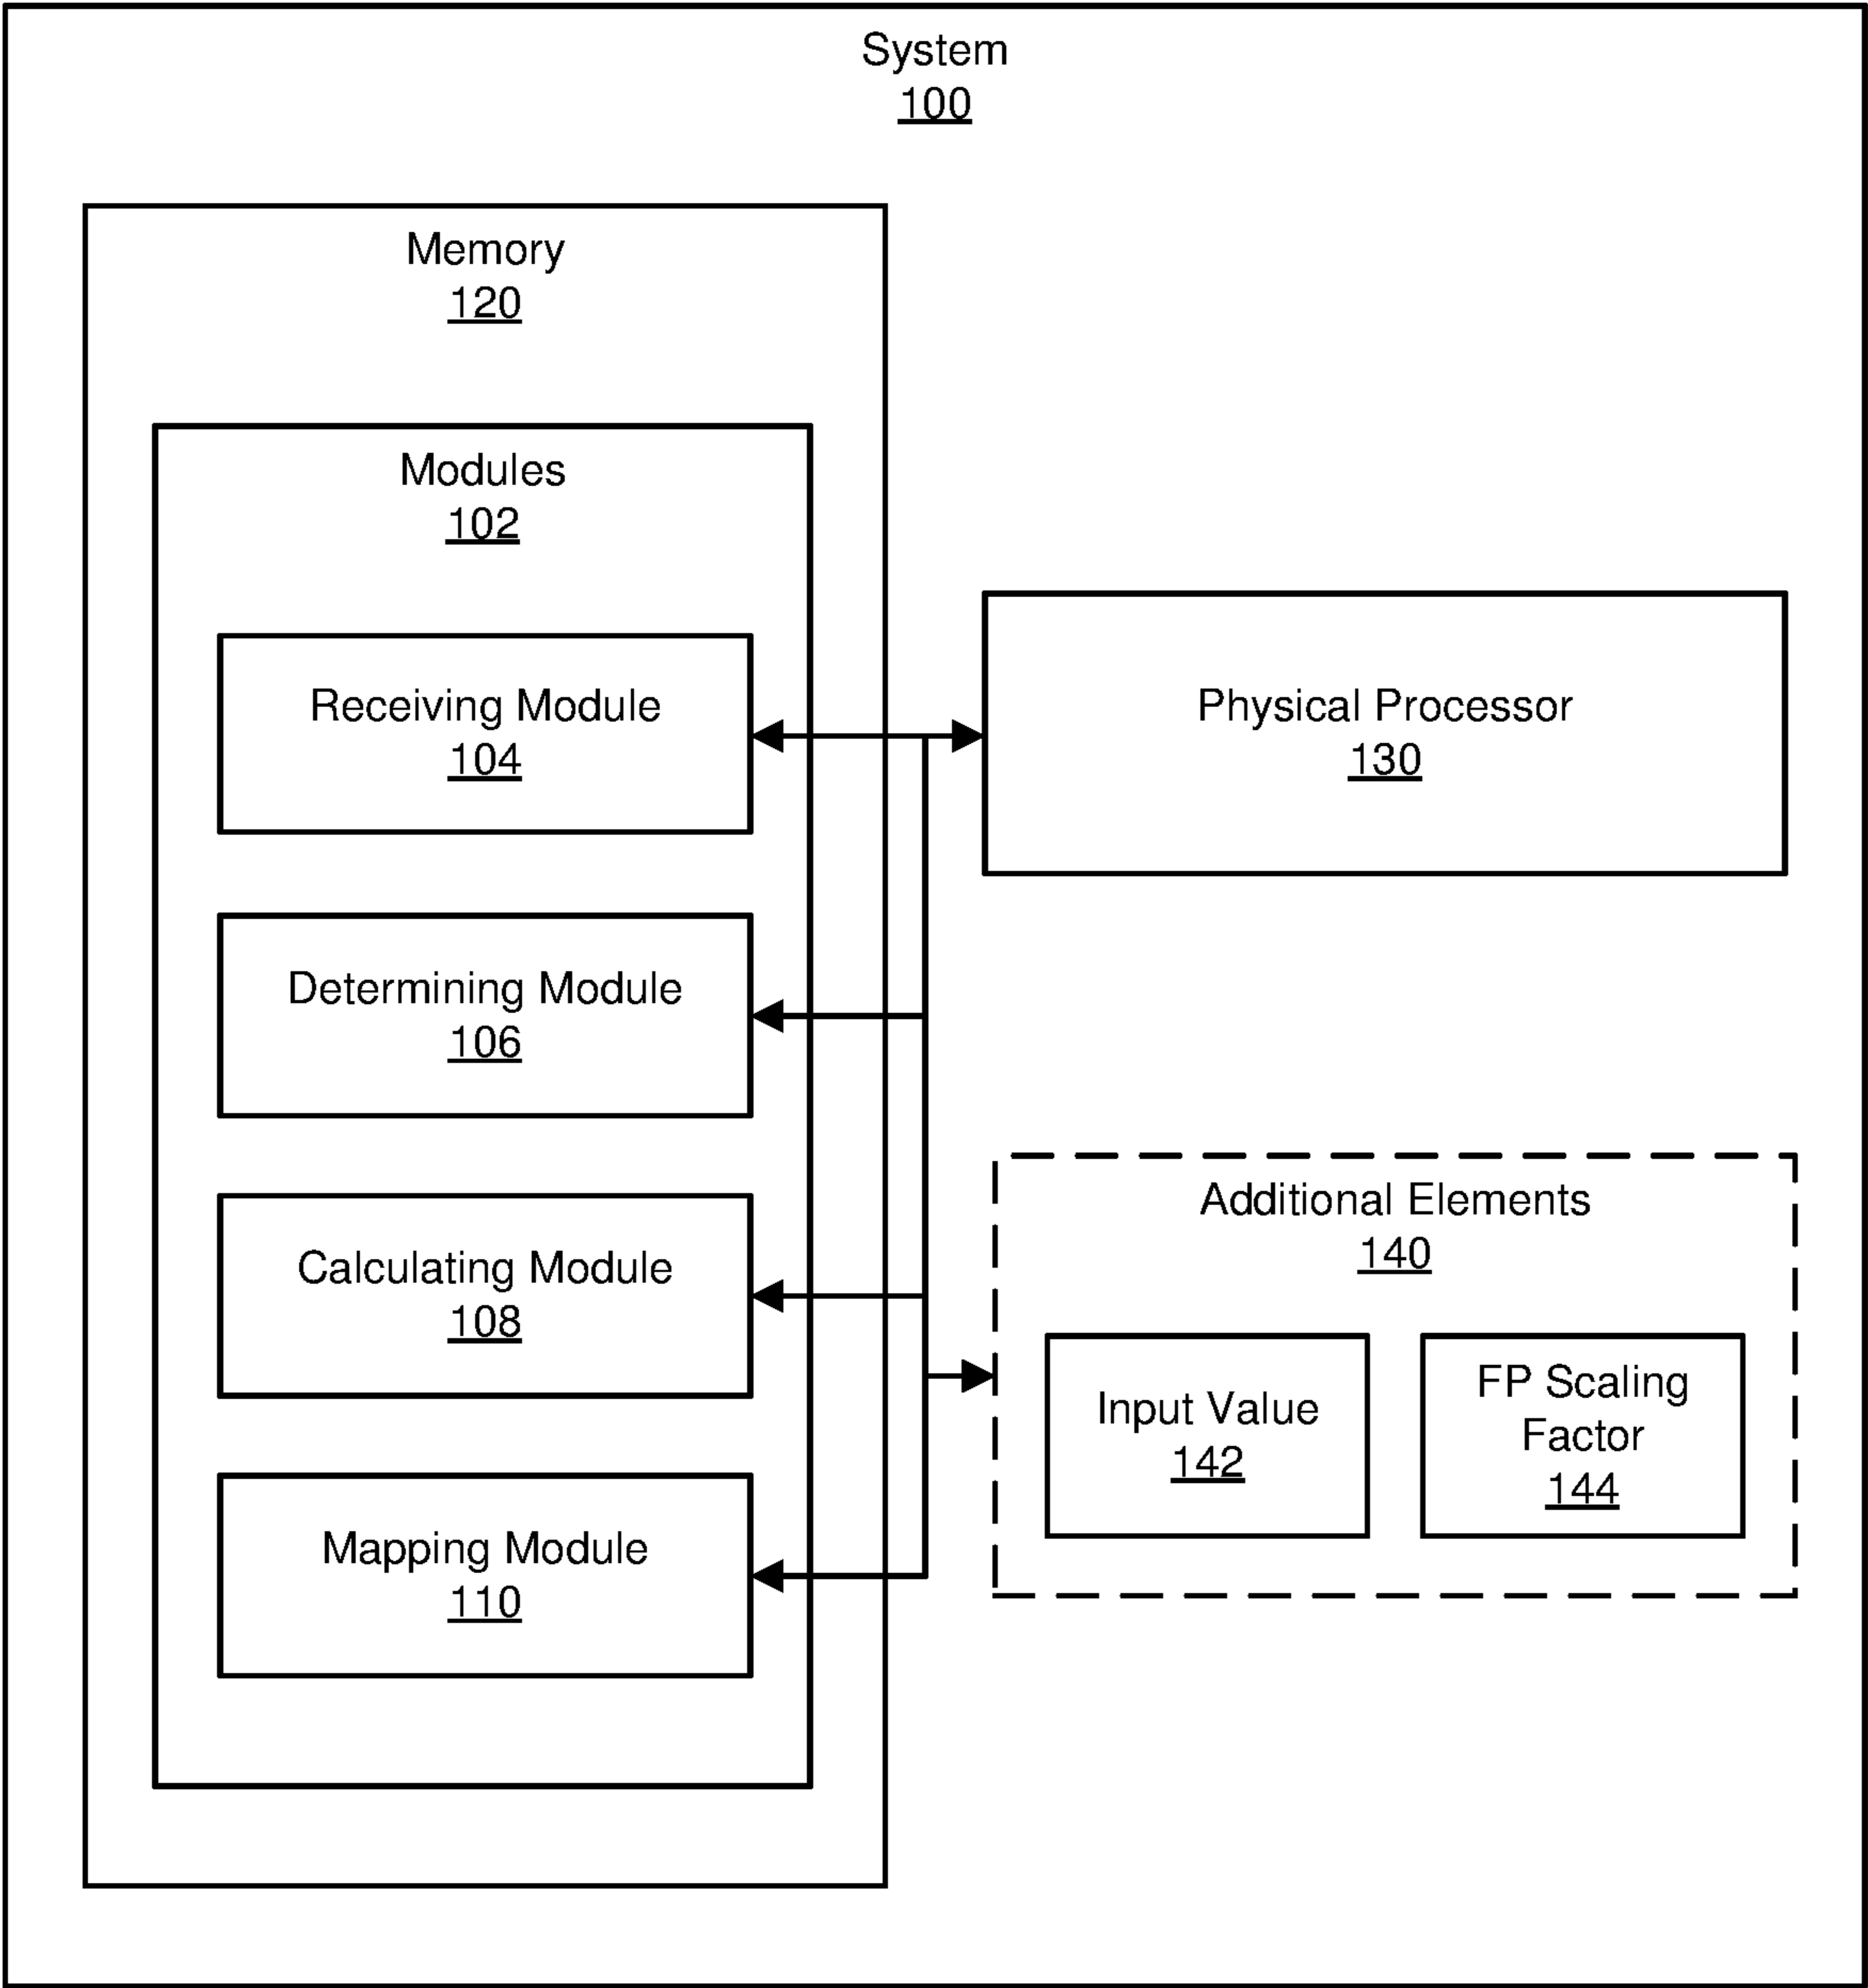 System
100
Memory
120
Modules
102
Receiving Module
104
Determining Module
106
Calculating Module
108
Mapping Module
110
Physical Processor
130
Additional Elements
140
Input Value
142
FP Scaling
Factor
144